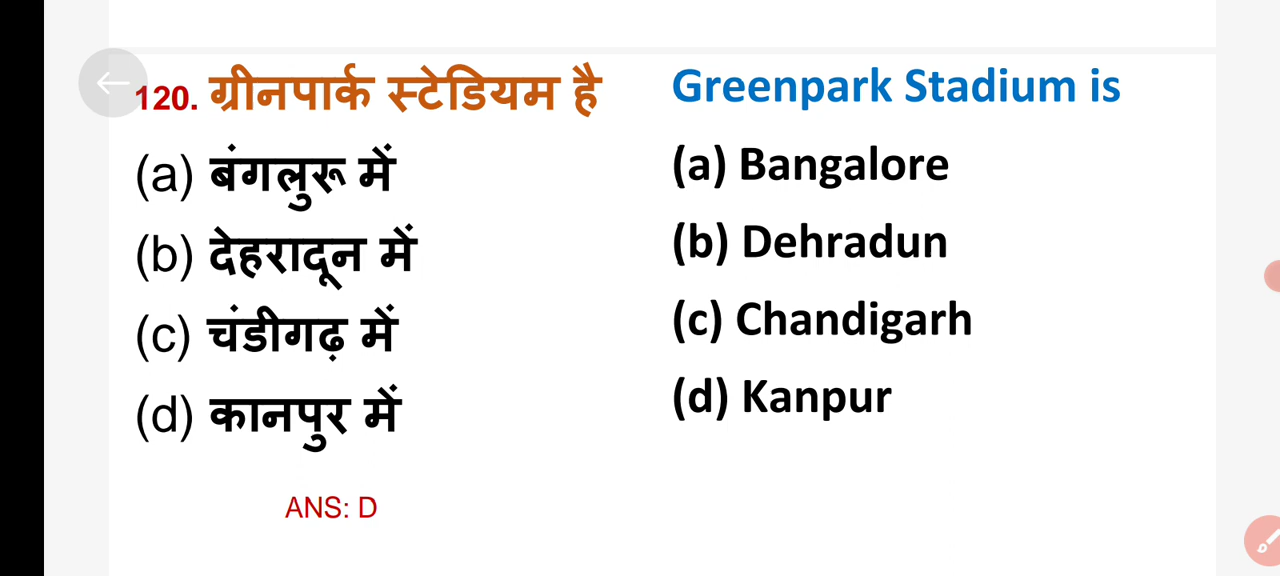 120. ग्रीनपार्क स्टेडियम है
(a) बंगलुरू में
(b) देहरादून में
(c) चंडीगढ़ में
(d) कानपुर में
ANS: D
Greenpark Stadium is
(a) Bangalore
(b) Dehradun
(c) Chandigarh
(d) Kanpur